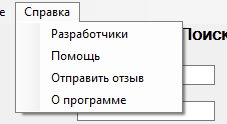 е Справка
Поиск
Разработчики
Помощь
Отправить отзыв
О программе